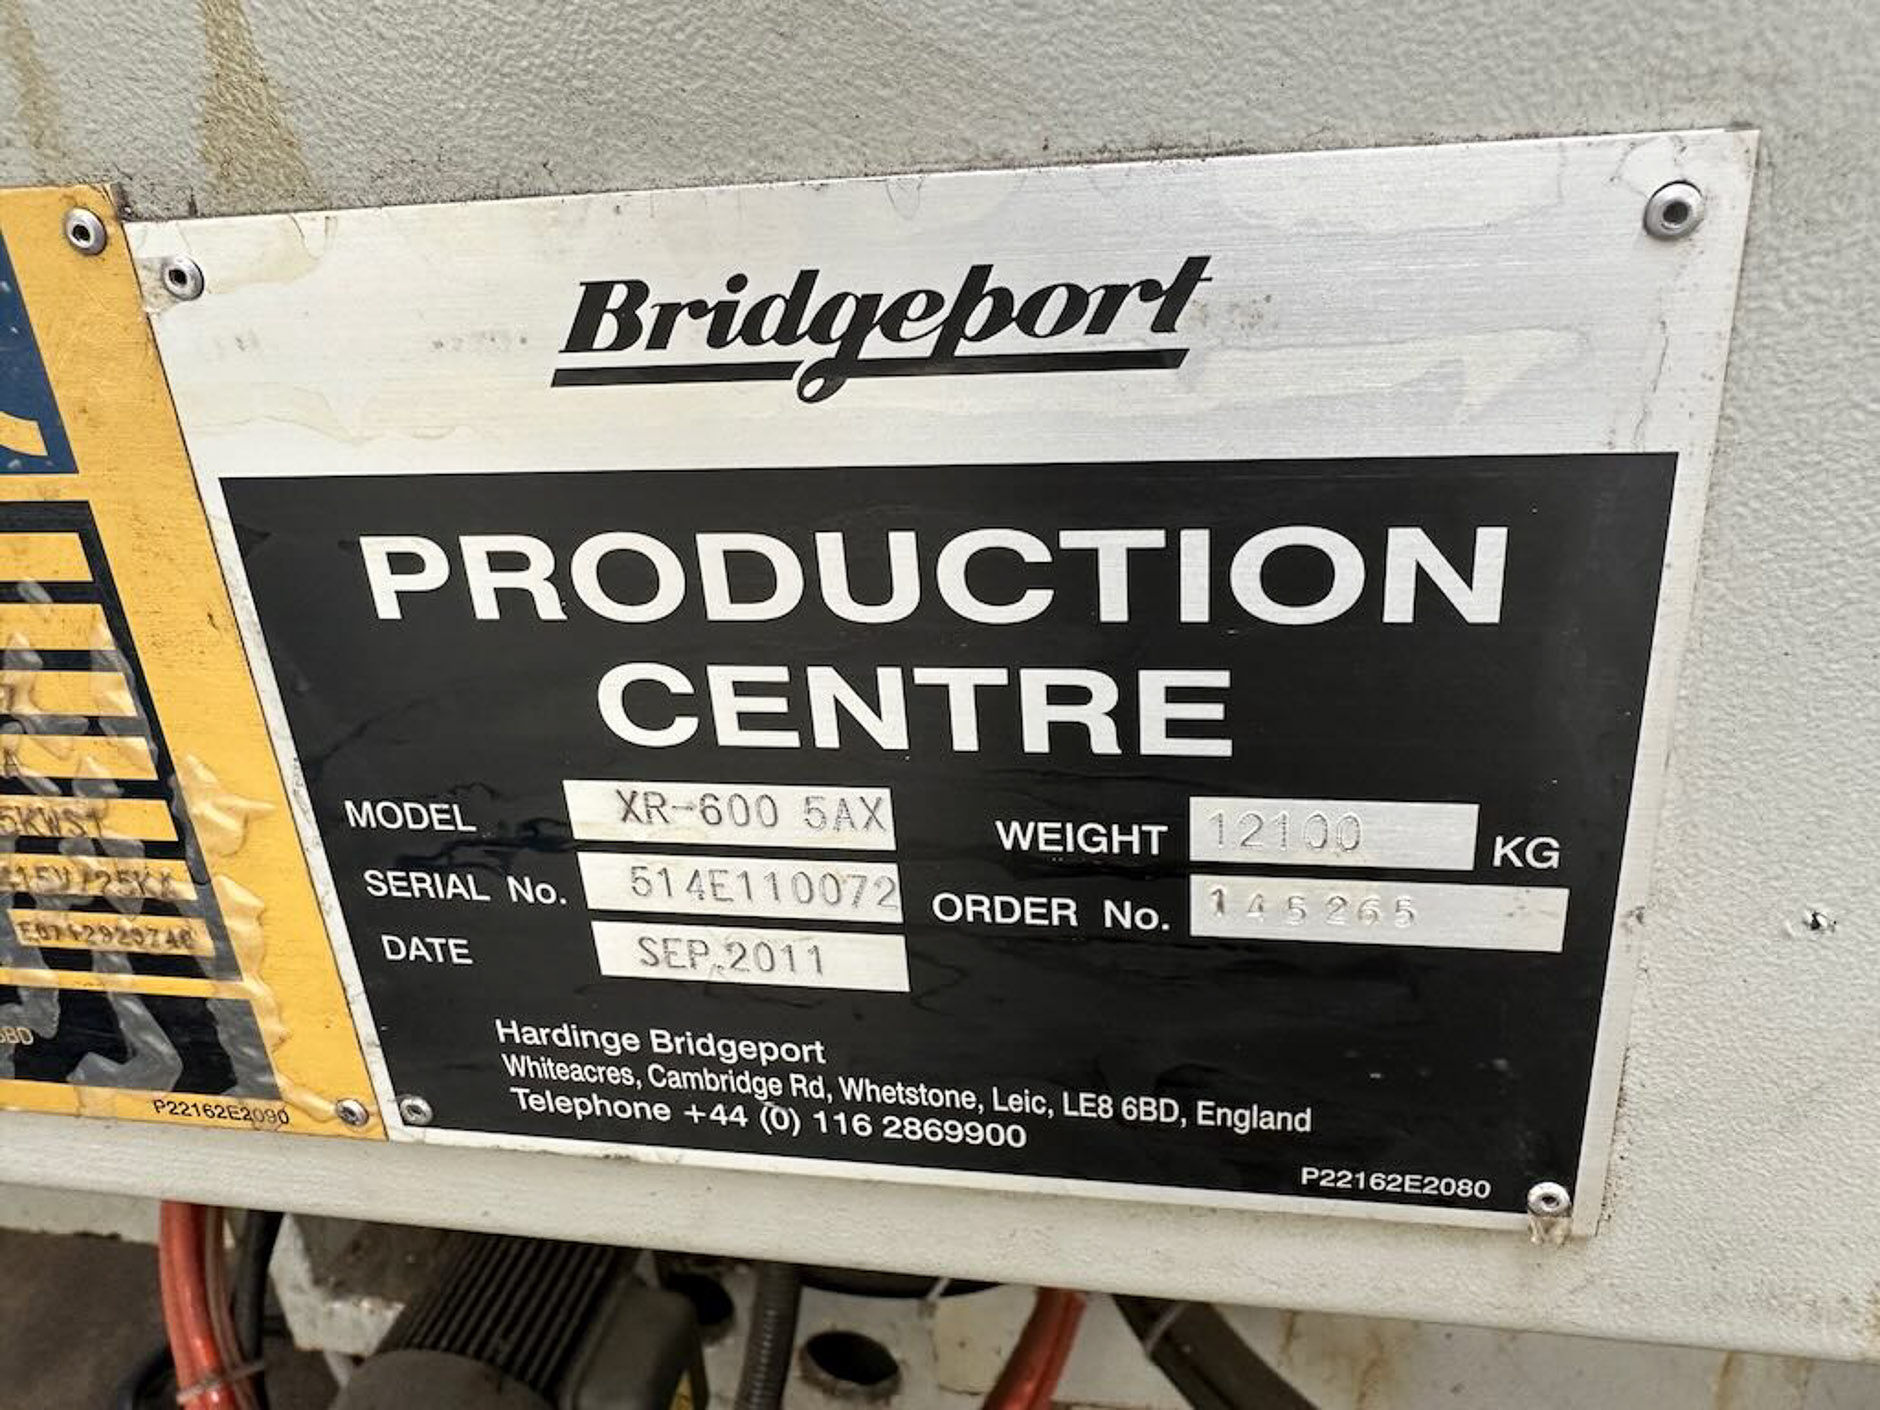 Bridgeport
PRODUCTION
CENTRE
MODEL XR-600 5AX
WEIGHT 12100 KG
SERIAL No. 514E110072
ORDER No. 145265
DATE SEP.2011
Hardinge Bridgeport
Whiteacres, Cambridge Rd, Whetstone, Leic, LE8 6BD, England
Telephone +44 (0) 116 2869900
P22162E2080
5KWS1
P22162E2090